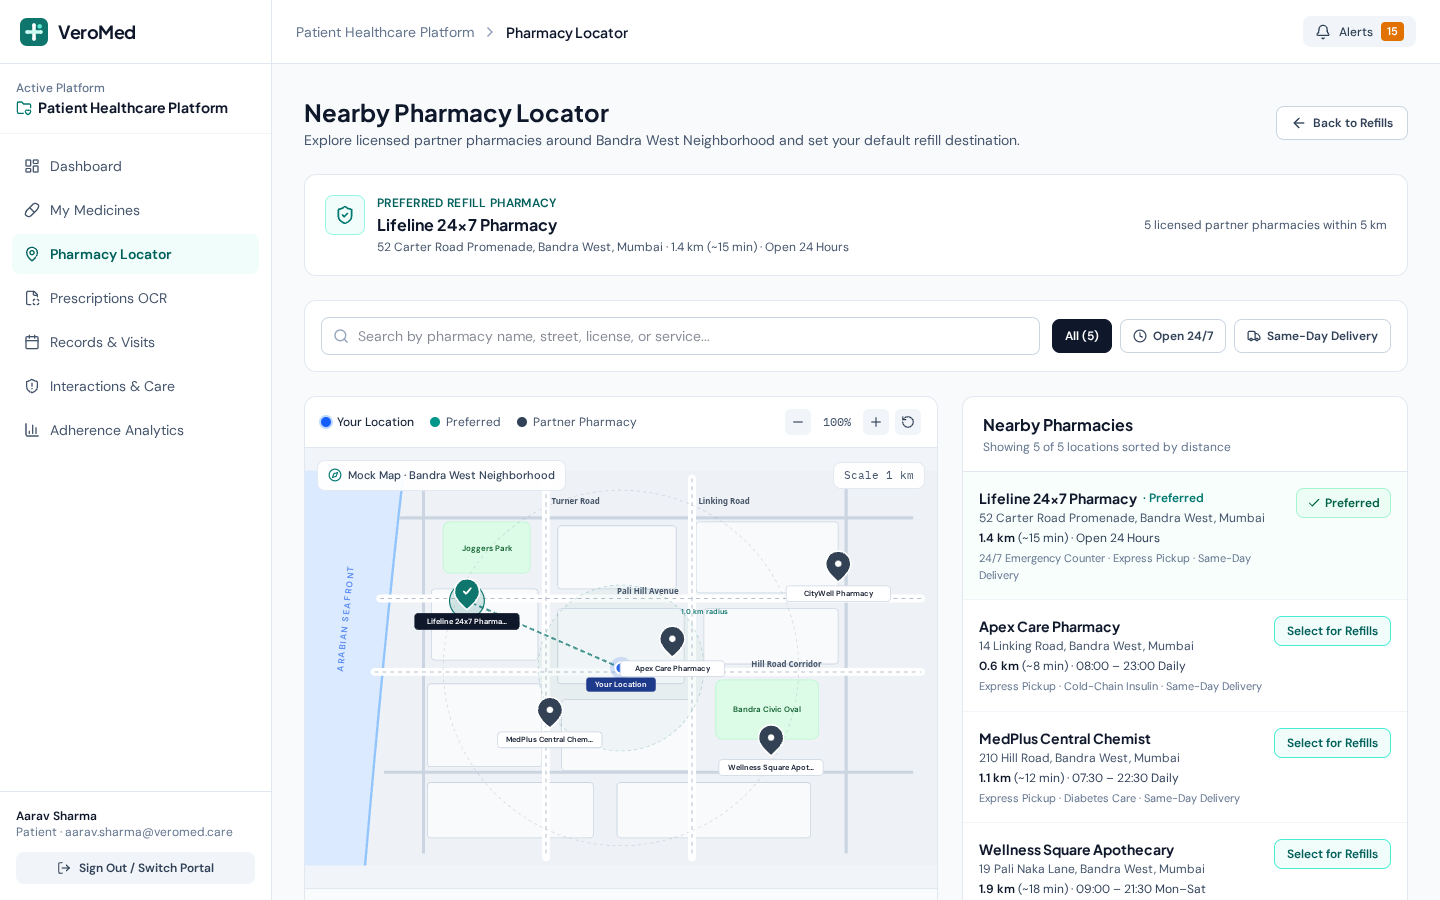 VeroMed
Patient Healthcare Platform
Pharmacy Locator
Alerts
15
Active Platform
Patient Healthcare Platform
Dashboard
My Medicines
Pharmacy Locator
Prescriptions OCR
Records & Visits
Interactions & Care
Adherence Analytics
Aarav Sharma
Patient · aarav.sharma@veromed.care
Sign Out / Switch Portal
Nearby Pharmacy Locator
Explore licensed partner pharmacies around Bandra West Neighborhood and set your default refill destination.
Back to Refills
PREFERRED REFILL PHARMACY
Lifeline 24×7 Pharmacy
52 Carter Road Promenade, Bandra West, Mumbai · 1.4 km (~15 min) · Open 24 Hours
5 licensed partner pharmacies within 5 km
Search by pharmacy name, street, license, or service...
All (5)
Open 24/7
Same-Day Delivery
Your Location
Preferred
Partner Pharmacy
100%
Mock Map · Bandra West Neighborhood
Scale 1 km
Turner Road
Linking Road
Joggers Park
CityWell Pharmacy
Pali Hill Avenue
1.0 km radius
Lifeline 24x7 Pharma…
ARABIAN SEAFRONT
Apex Care Pharmacy
Hill Road Corridor
Your Location
Bandra Civic Oval
MedPlus Central Chem…
Wellness Square Apot…
Nearby Pharmacies
Showing 5 of 5 locations sorted by distance
Lifeline 24×7 Pharmacy · Preferred
Preferred
52 Carter Road Promenade, Bandra West, Mumbai
1.4 km (~15 min) · Open 24 Hours
24/7 Emergency Counter · Express Pickup · Same-Day
Delivery
Apex Care Pharmacy
Select for Refills
14 Linking Road, Bandra West, Mumbai
0.6 km (~8 min) · 08:00 – 23:00 Daily
Express Pickup · Cold-Chain Insulin · Same-Day Delivery
MedPlus Central Chemist
Select for Refills
210 Hill Road, Bandra West, Mumbai
1.1 km (~12 min) · 07:30 – 22:30 Daily
Express Pickup · Diabetes Care · Same-Day Delivery
Wellness Square Apothecary
Select for Refills
19 Pali Naka Lane, Bandra West, Mumbai
1.9 km (~18 min) · 09:00 – 21:30 Mon–Sat